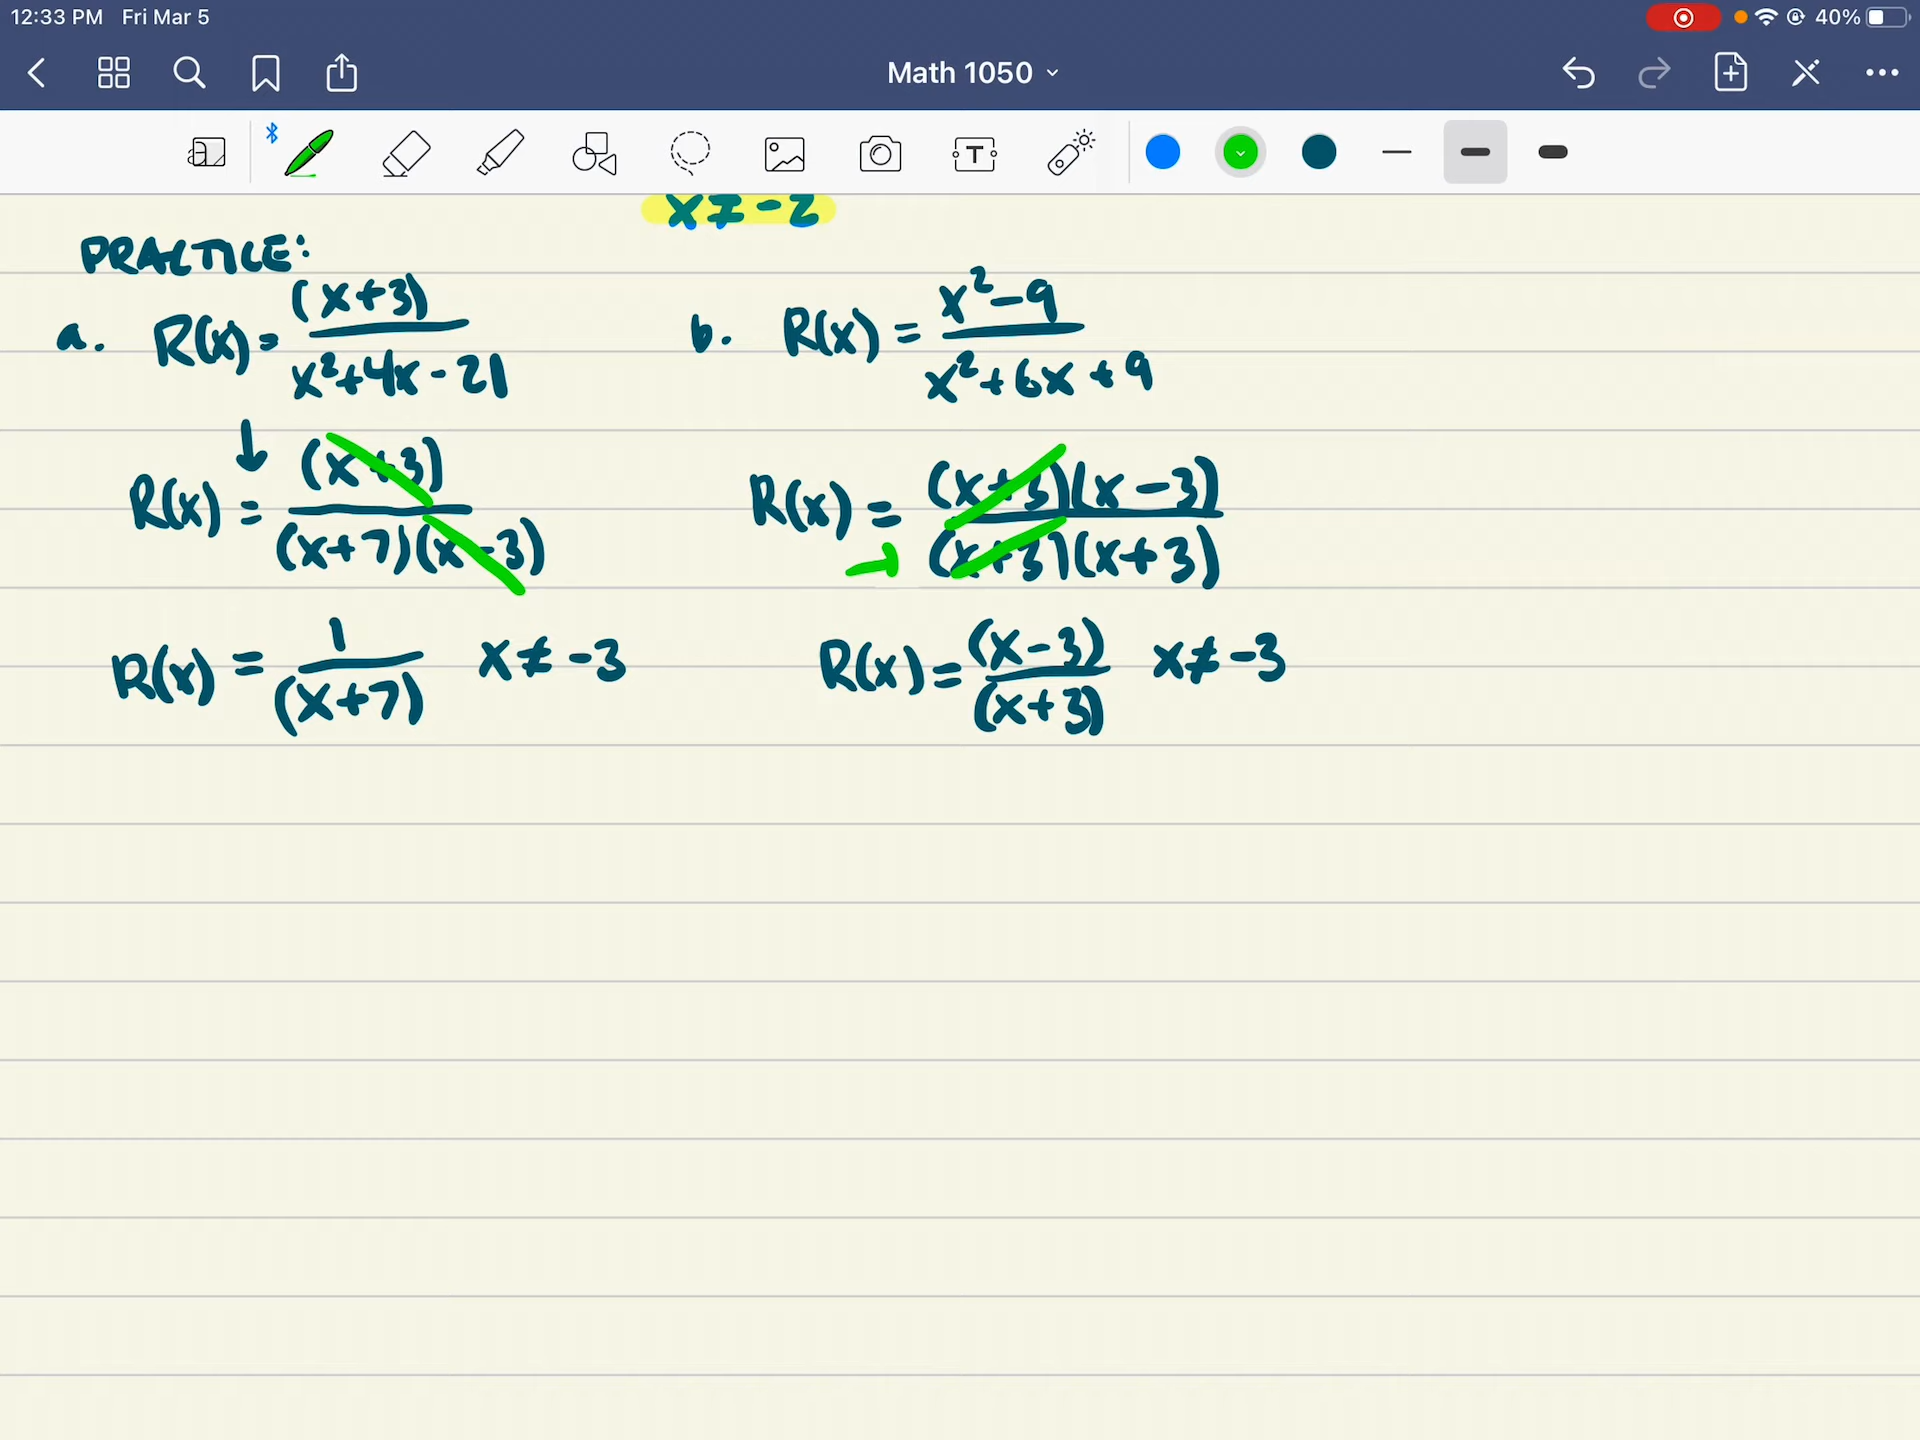 12:33 PM Fri Mar 5
40%
Math 1050
T
x≠-2
PRACTICE:
a. R(x)= (x+3) / x²+4x-21
b. R(x) = x²-9 / x²+6x+9
R(x) = (x+3) / (x+7)(x-3)
R(x) = (x+3)(x-3) / (x+3)(x+3)
R(x) = 1 / (x+7) x≠-3
R(x) = (x-3) / (x+3) x≠-3